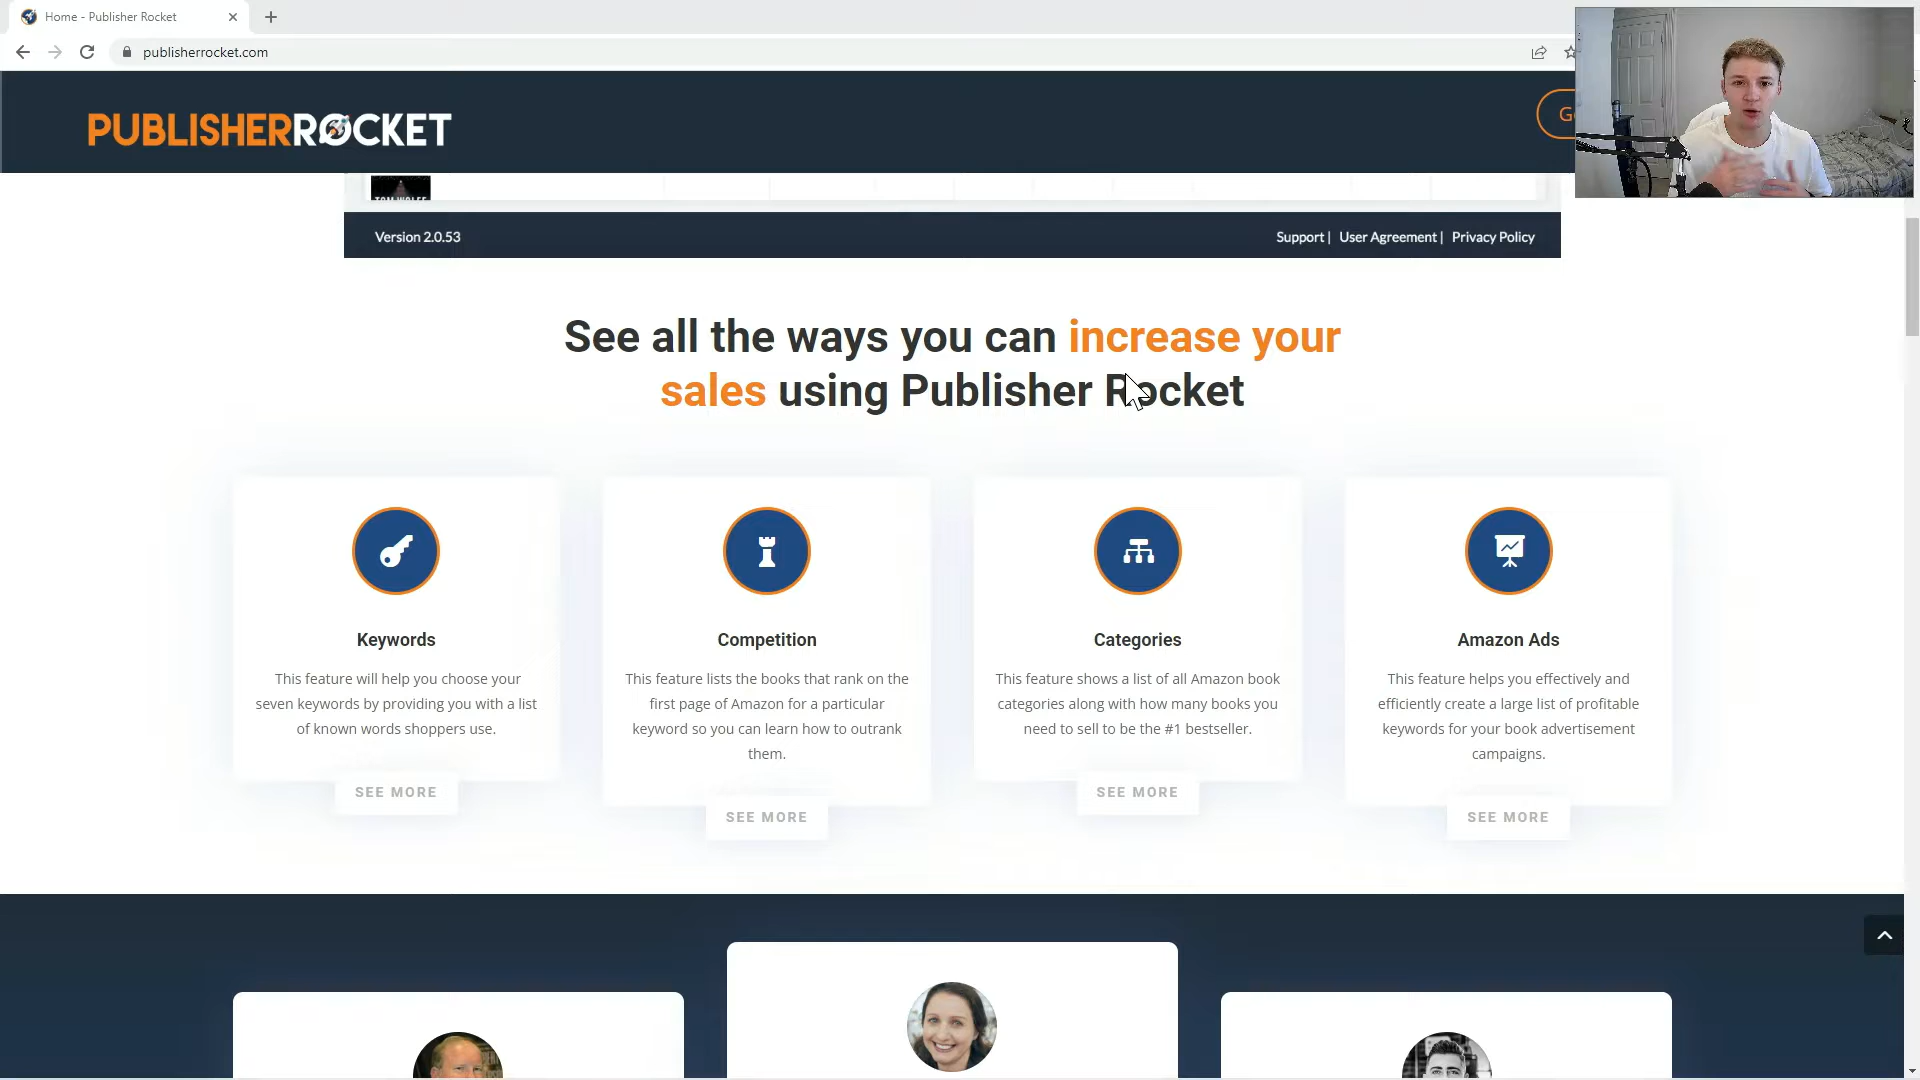 Home - Publisher Rocket
publisherrocket.com
PUBLISHERROCKET
G
TOM WOLFE
Version 2.0.53
Support | User Agreement | Privacy Policy
See all the ways you can increase your
sales using Publisher Rocket
Keywords
This feature will help you choose your
seven keywords by providing you with a list
of known words shoppers use.
SEE MORE
Competition
This feature lists the books that rank on the
first page of Amazon for a particular
keyword so you can learn how to outrank
them.
SEE MORE
Categories
This feature shows a list of all Amazon book
categories along with how many books you
need to sell to be the #1 bestseller.
SEE MORE
Amazon Ads
This feature helps you effectively and
efficiently create a large list of profitable
keywords for your book advertisement
campaigns.
SEE MORE